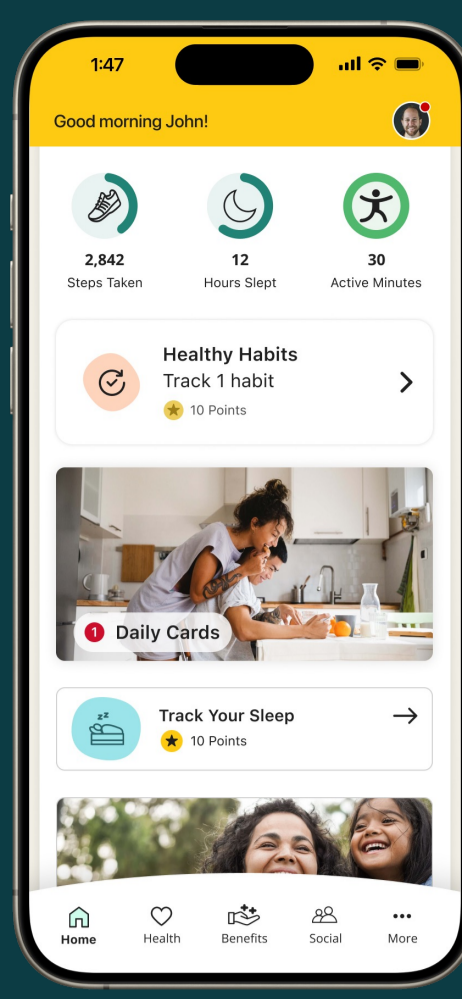 1:47
Good morning John!
2,842
Steps Taken
12
Hours Slept
30
Active Minutes
Healthy Habits
Track 1 habit
10 Points
1 Daily Cards
zz
Track Your Sleep
10 Points
Home
Health
Benefits
Social
More